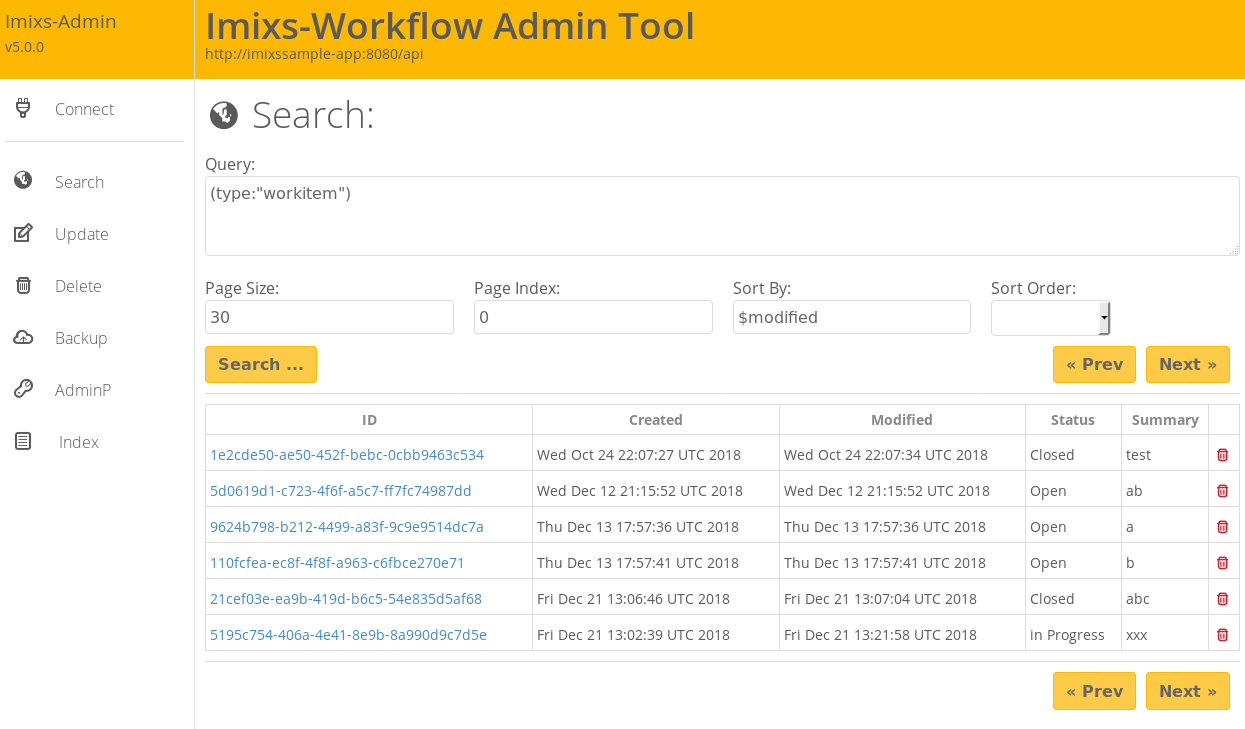 Imixs-Admin
v5.0.0
Imixs-Workflow Admin Tool
http://imixssample-app:8080/api
Connect
Search
Update
Delete
Backup
AdminP
Index
Search:
Query:
(type:"workitem")
Page Size: Page Index: Sort By: Sort Order:
30 0 $modified
Search ... « Prev Next »
ID Created Modified Status Summary
1e2cde50-ae50-452f-bebc-0cbb9463c534 Wed Oct 24 22:07:27 UTC 2018 Wed Oct 24 22:07:34 UTC 2018 Closed test
5d0619d1-c723-4f6f-a5c7-ff7fc74987dd Wed Dec 12 21:15:52 UTC 2018 Wed Dec 12 21:15:52 UTC 2018 Open ab
9624b798-b212-4499-a83f-9c9e9514dc7a Thu Dec 13 17:57:36 UTC 2018 Thu Dec 13 17:57:36 UTC 2018 Open a
110fcfea-ec8f-4f8f-a963-c6fbce270e71 Thu Dec 13 17:57:41 UTC 2018 Thu Dec 13 17:57:41 UTC 2018 Open b
21cef03e-ea9b-419d-b6c5-54e835d5af68 Fri Dec 21 13:06:46 UTC 2018 Fri Dec 21 13:07:04 UTC 2018 Closed abc
5195c754-406a-4e41-8e9b-8a990d9c7d5e Fri Dec 21 13:02:39 UTC 2018 Fri Dec 21 13:21:58 UTC 2018 in Progress xxx
« Prev Next »